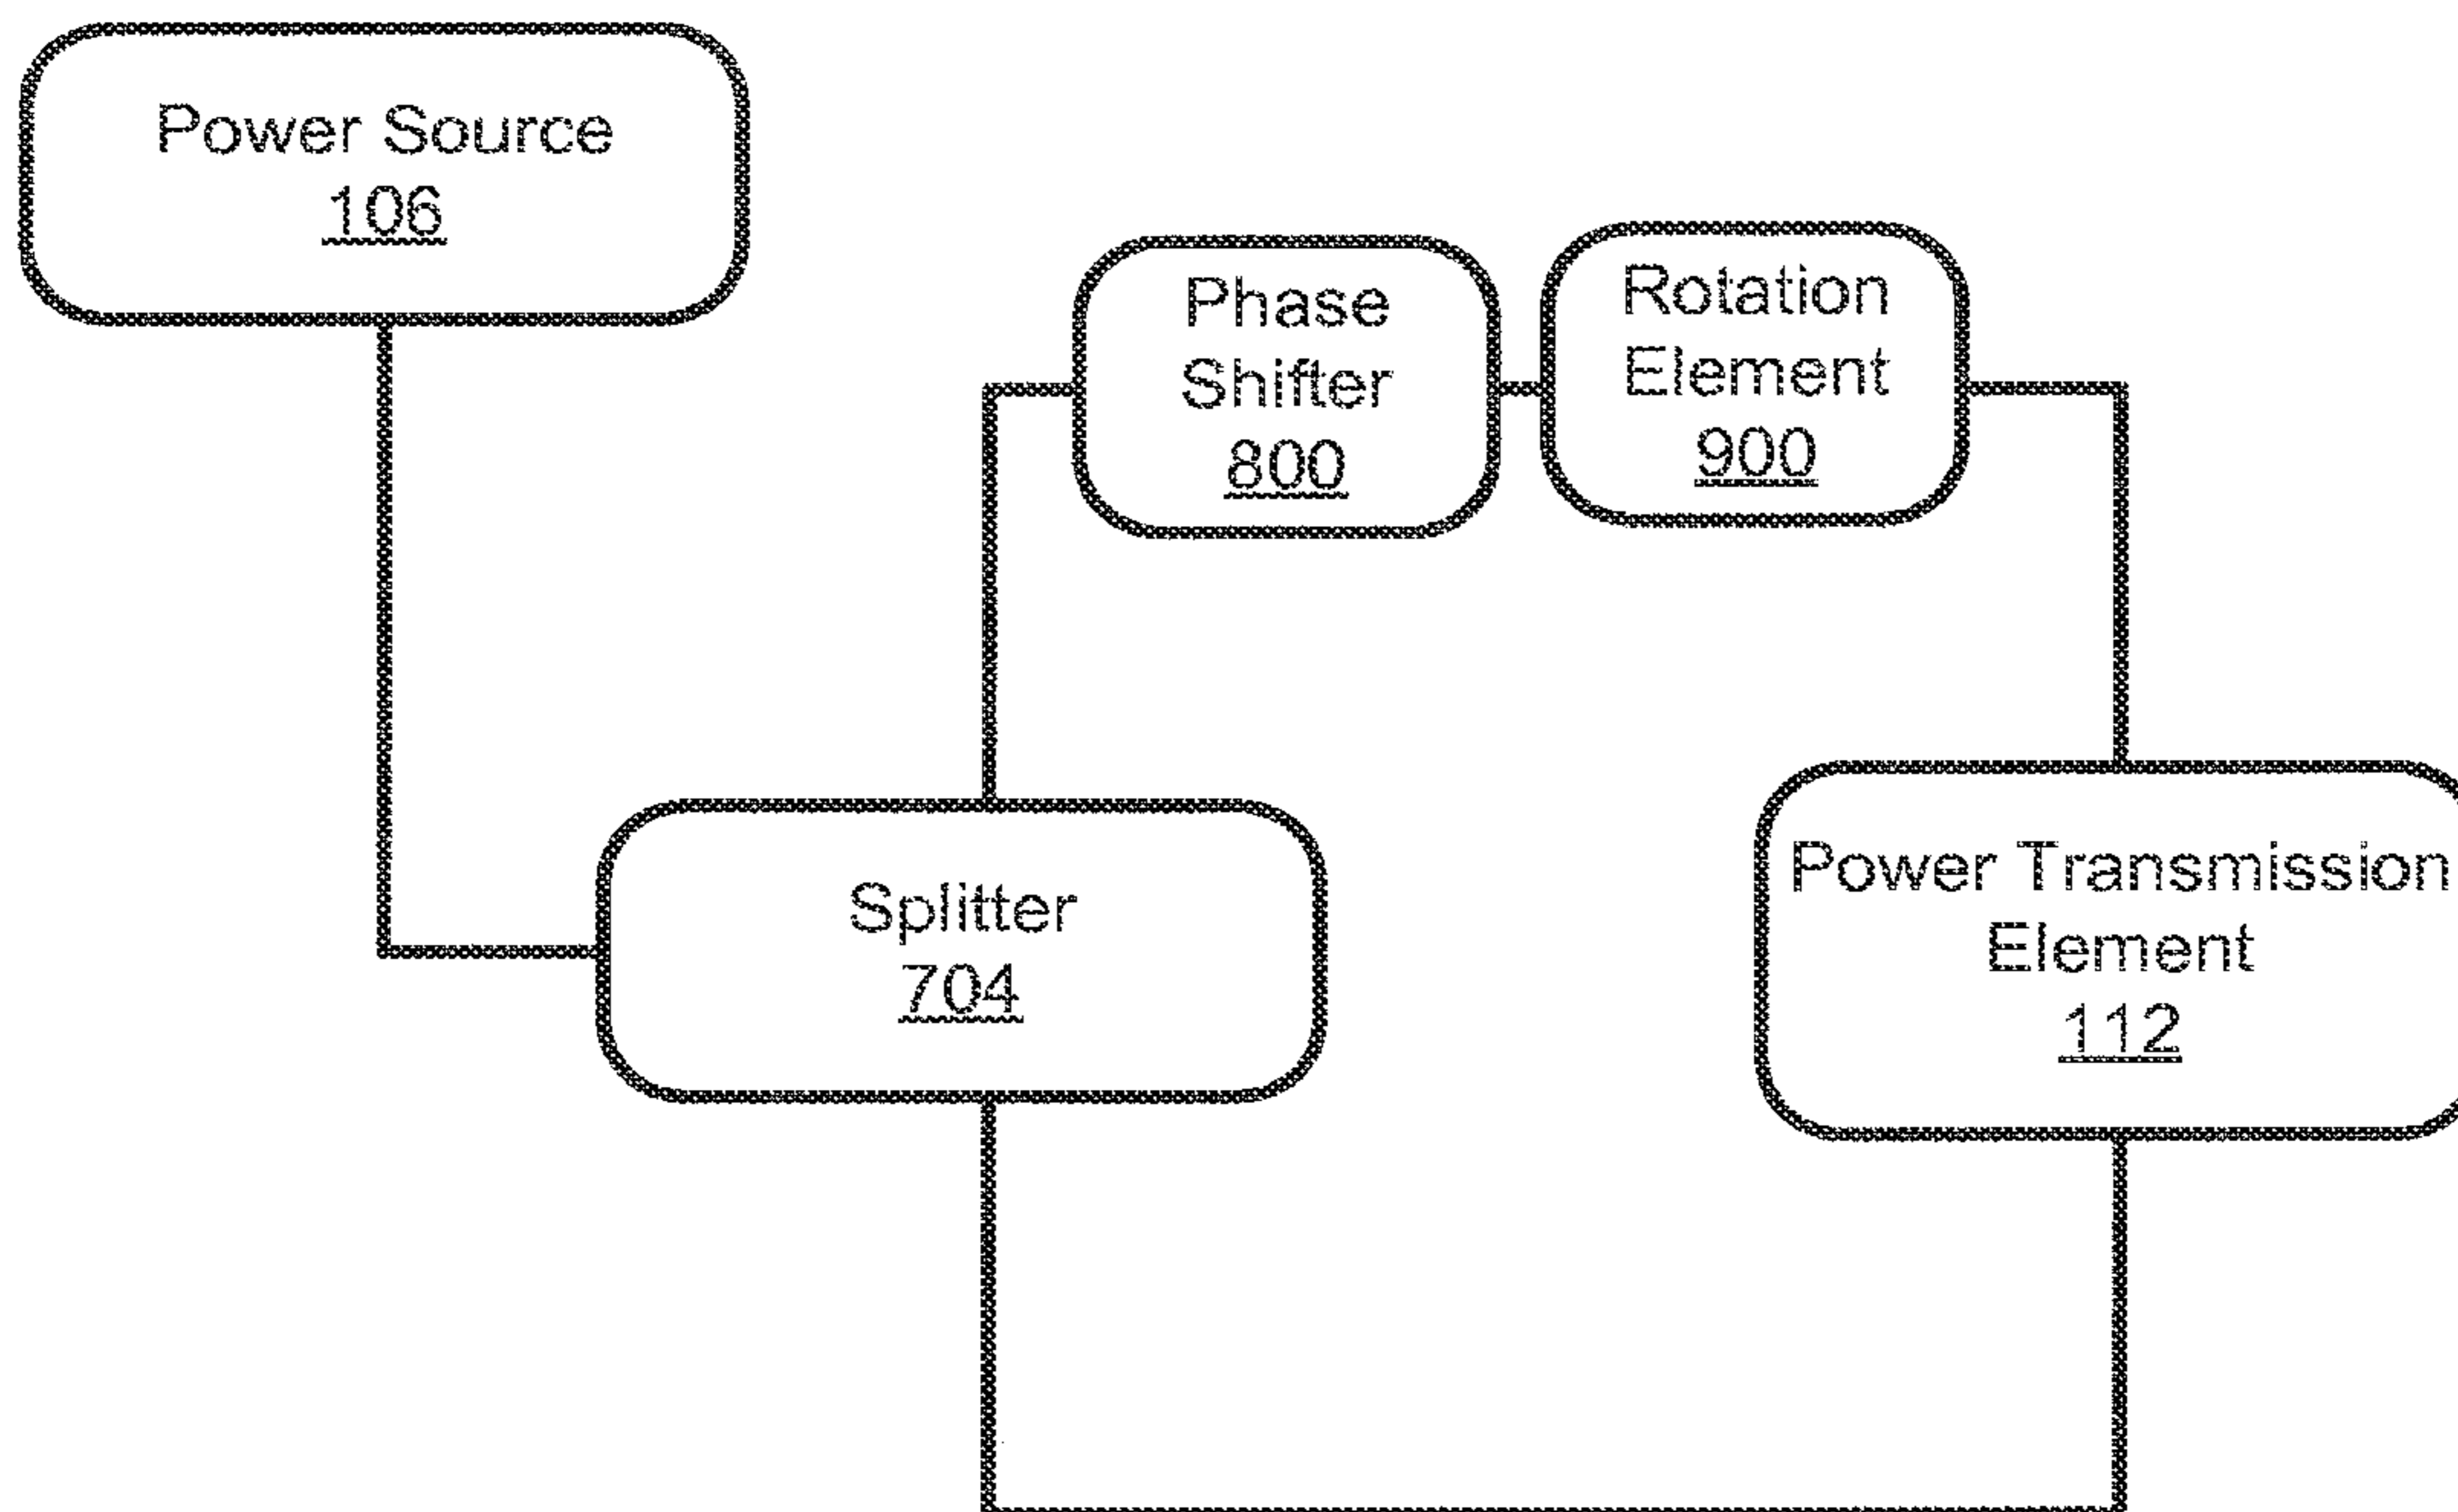 Power Source
106
Phase
Shifter
800
Rotation
Element
900
Splitter
704
Power Transmission
Element
112